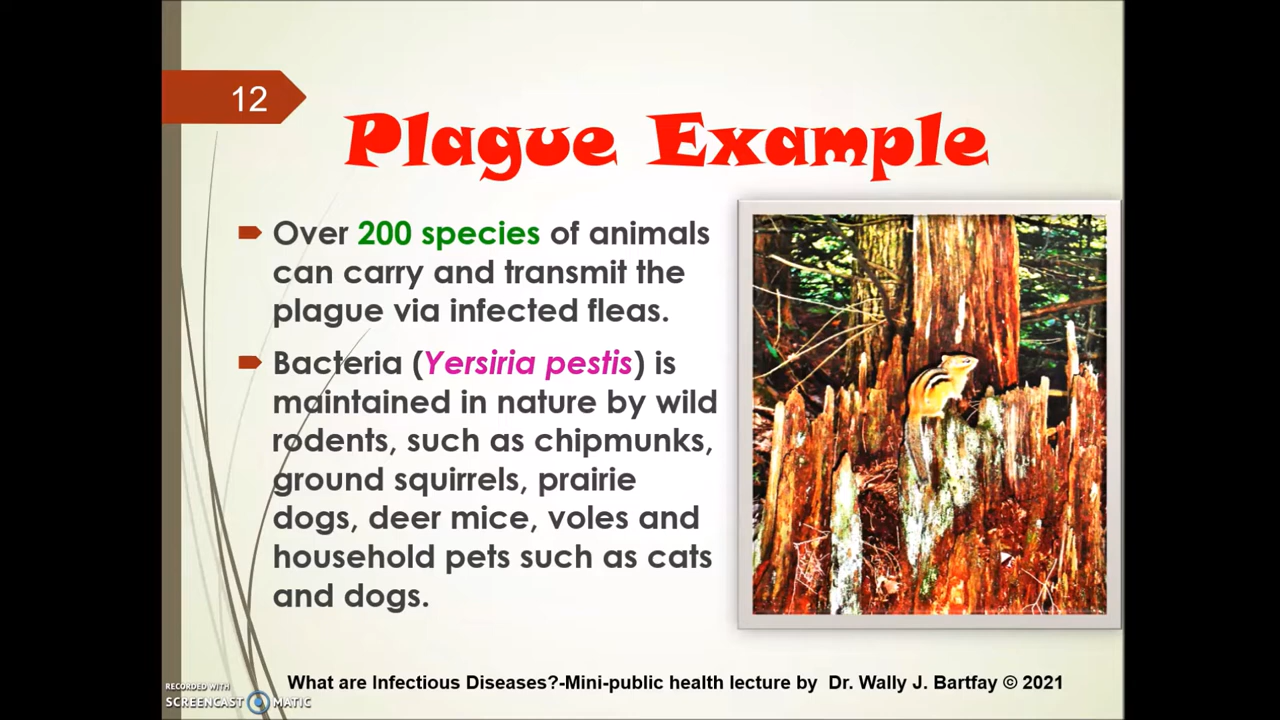 12
Plague Example
Over 200 species of animals
can carry and transmit the
plague via infected fleas.
Bacteria (Yersiria pestis) is
maintained in nature by wild
rodents, such as chipmunks,
ground squirrels, prairie
dogs, deer mice, voles and
household pets such as cats
and dogs.
What are Infectious Diseases?-Mini-public health lecture by Dr. Wally J. Bartfay © 2021
RECORDED WITH
SCREENCAST MATIC